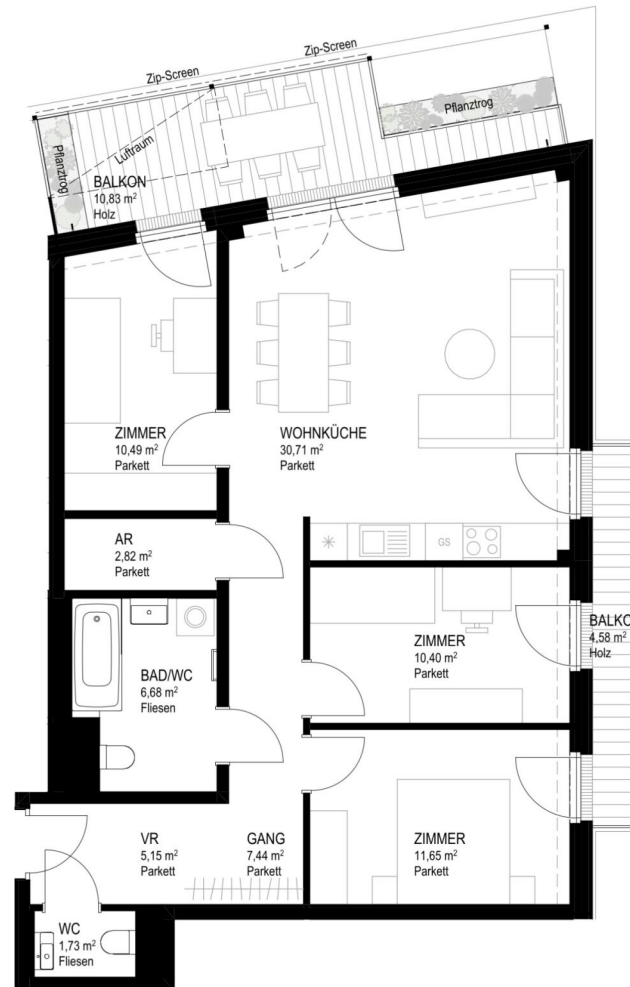 Zip-Screen
Zip-Screen
Pflanztrog
Pflanztrog
Luftraum
BALKON
10,83 m²
Holz
ZIMMER
10,49 m²
Parkett
WOHNKÜCHE
30,71 m²
Parkett
AR
2,82 m²
Parkett
GS
BALKO
4,58 m²
Holz
ZIMMER
10,40 m²
Parkett
BAD/WC
6,68 m²
Fliesen
VR
5,15 m²
Parkett
GANG
7,44 m²
Parkett
ZIMMER
11,65 m²
Parkett
WC
1,73 m²
Fliesen